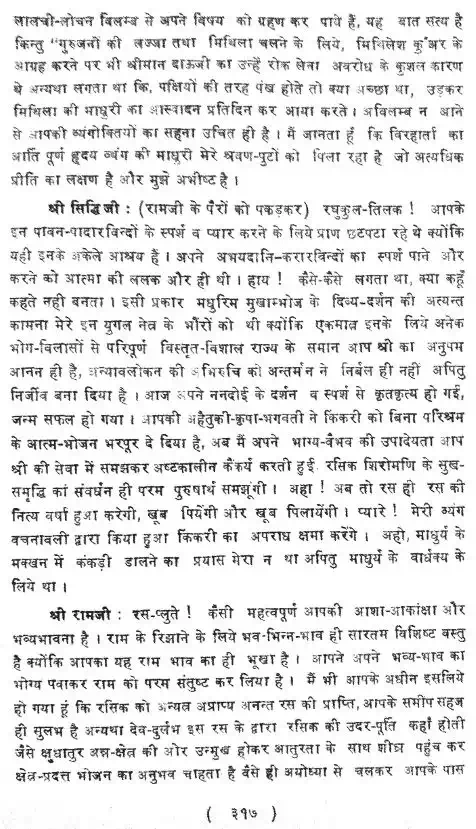 लालची-लोचन विलम्ब से अपने विषय को ग्रहण कर पाये हैं, यह बात सत्य है
किन्तु "गुरुजनों की लज्जा तथा मिथिला चलने के लिये, मिथिलेश कुँअर के
आग्रह करने पर भी श्रीमान दाऊजी का उन्हें रोक लेवा अवरोध के कुशल कारण
थे अन्यथा लगता था कि, पक्षियों की तरह पंख होते तो क्या अच्छा था, उड़कर
मिथिला की माधुरी का आस्वादन प्रतिदिन कर आया करते। अविलम्ब न आने
से आपकी व्यंगोक्तियों का सहना उचित ही है। मैं जानता हूँ कि विरहार्ता का
आर्ति पूर्ण हृदय व्यंग की माधुरी मेरे श्रवण-पुटों को पिला रहा है जो अत्यधिक
प्रीति का लक्षण है और मुझे अभीष्ट है।
श्री सिद्धिजी : (रामजी के पैरों को पकड़कर) रघुकुल-तिलक ! आपके
इन पावन-पादारविन्दों के स्पर्श व प्यार करने के लिये प्राण छटपटा रहे थे क्योंकि
यही इनके अकेले आश्रय हैं। अपने अभयदानि-करारविन्दों का स्पर्श पाने और
करने को आत्मा की ललक और ही थी। हाय ! कैसे-कैसे लगता था, क्या कहूँ
कहते नहीं बनता। इसी प्रकार मधुरिम मुखाम्भोज के दिव्य-दर्शन की अत्यन्त
कामना मेरे इन युगल नेत्र के भौंरों को थी क्योंकि एकमात्र इनके लिये अनेक
भोग-विलासों से परिपूर्ण विस्तृत-विशाल राज्य के समान आप श्री का अनुपम
आनन ही है, अन्यावलोकन की अभिरुचि को अन्तर्मन ने निर्बल ही नहीं अपितु
निर्जीव बना दिया है। आज अपने ननदोई के दर्शन व स्पर्श से कृतकृत्य हो गई,
जन्म सफल हो गया। आपकी अहैतुकी-कृपा-भगवती ने किंकरी को बिना परिश्रम
के आत्म-भोजन भरपूर दे दिया है, अब मैं अपने भाग्य-वैभव की उपादेयता आप
श्री की सेवा में समझकर अष्टकालीन कैंकर्य करती हुई रसिक शिरोमणि के सुख-
समृद्धि का संवर्धन ही परम पुरुषार्थ समझूंगी। अहा ! अब तो रस ही रस की
नित्य वर्षा हुआ करेगी, खूब पियेंगी और खूब पिलायेंगी। प्यारे ! मेरी व्यंग
वचनावली द्वारा किया हुआ किंकरी का अपराध क्षमा करेंगे। अहो, माधुर्य के
मक्खन में कंकड़ी डालने का प्रयास मेरा न था अपितु माधुर्य के वार्धक्य के
लिये था।
श्री रामजी : रस-प्लुते ! कैसी महत्वपूर्ण आपकी आशा-आकांक्षा और
भव्यभावना है। राम के रिझाने के लिये भव-भिन्न-भाव ही सारतम विशिष्ट वस्तु
है क्योंकि आपका यह राम भाव का ही भूखा है। आपने अपने भव्य-भाव का
भोग्य पवाकर राम को परम संतुष्ट कर लिया है। मैं भी आपके अधीन इसलिये
हो गया हूं कि रसिक को अन्यत्र अप्राप्य अनन्त रस की प्राप्ति, आपके समीप सहज
ही सुलभ है अन्यथा देव-दुर्लभ इस रस के द्वारा रसिक की उदर-पूर्ति कहाँ होती
जैसे क्षुधातुर अन्न-क्षेत्र की ओर उन्मुख होकर आतुरता के साथ शीघ्र पहुंच कर
क्षेत्र-प्रदत्त भोजन का अनुभव चाहता है वैसे ही अयोध्या से चलकर आपके पास
( ३१७ )